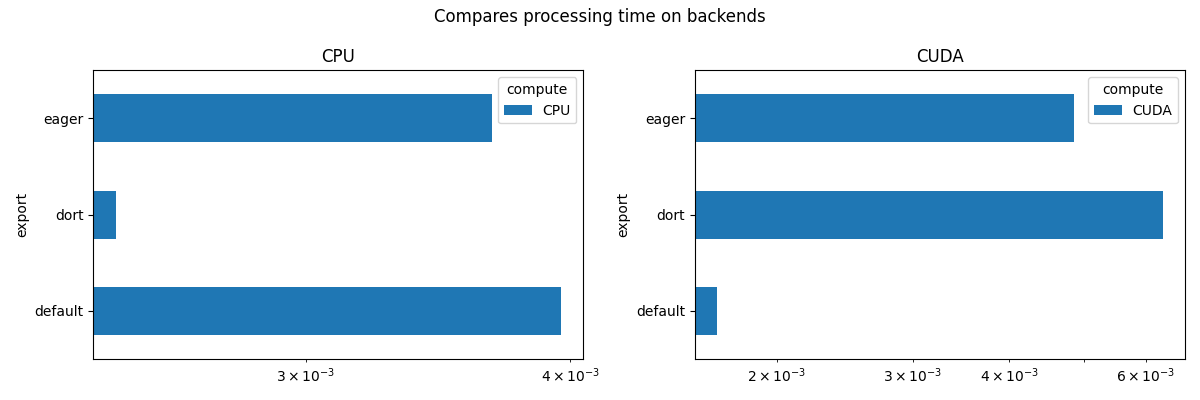 Compares processing time on backends
CPU
compute
CPU
eager
dort
default
export
3 × 10⁻³
4 × 10⁻³
CUDA
compute
CUDA
eager
dort
default
export
2 × 10⁻³
3 × 10⁻³
4 × 10⁻³
6 × 10⁻³